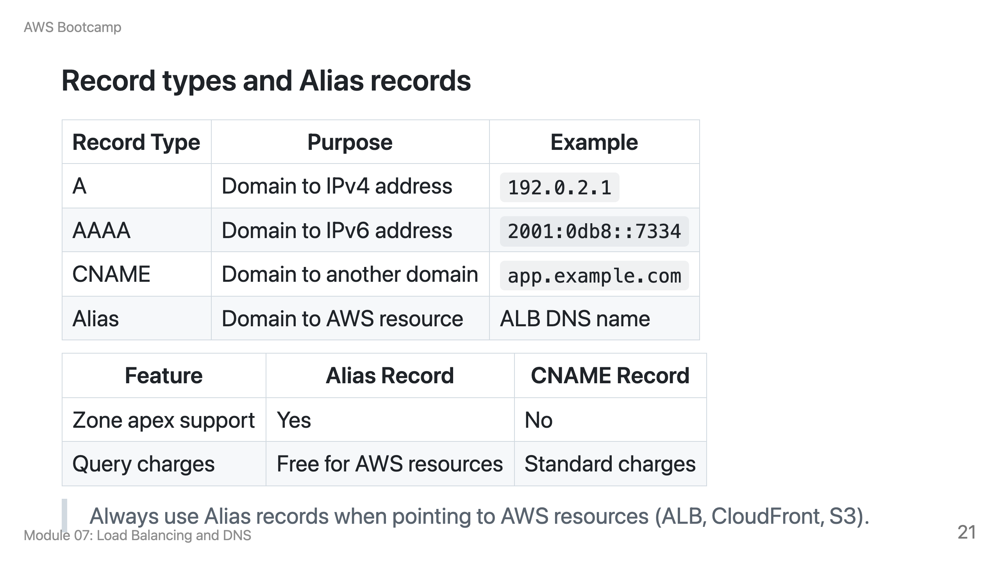 AWS Bootcamp
Record types and Alias records
Record Type Purpose Example
A Domain to IPv4 address 192.0.2.1
AAAA Domain to IPv6 address 2001:0db8::7334
CNAME Domain to another domain app.example.com
Alias Domain to AWS resource ALB DNS name
Feature Alias Record CNAME Record
Zone apex support Yes No
Query charges Free for AWS resources Standard charges
Always use Alias records when pointing to AWS resources (ALB, CloudFront, S3).
Module 07: Load Balancing and DNS
21